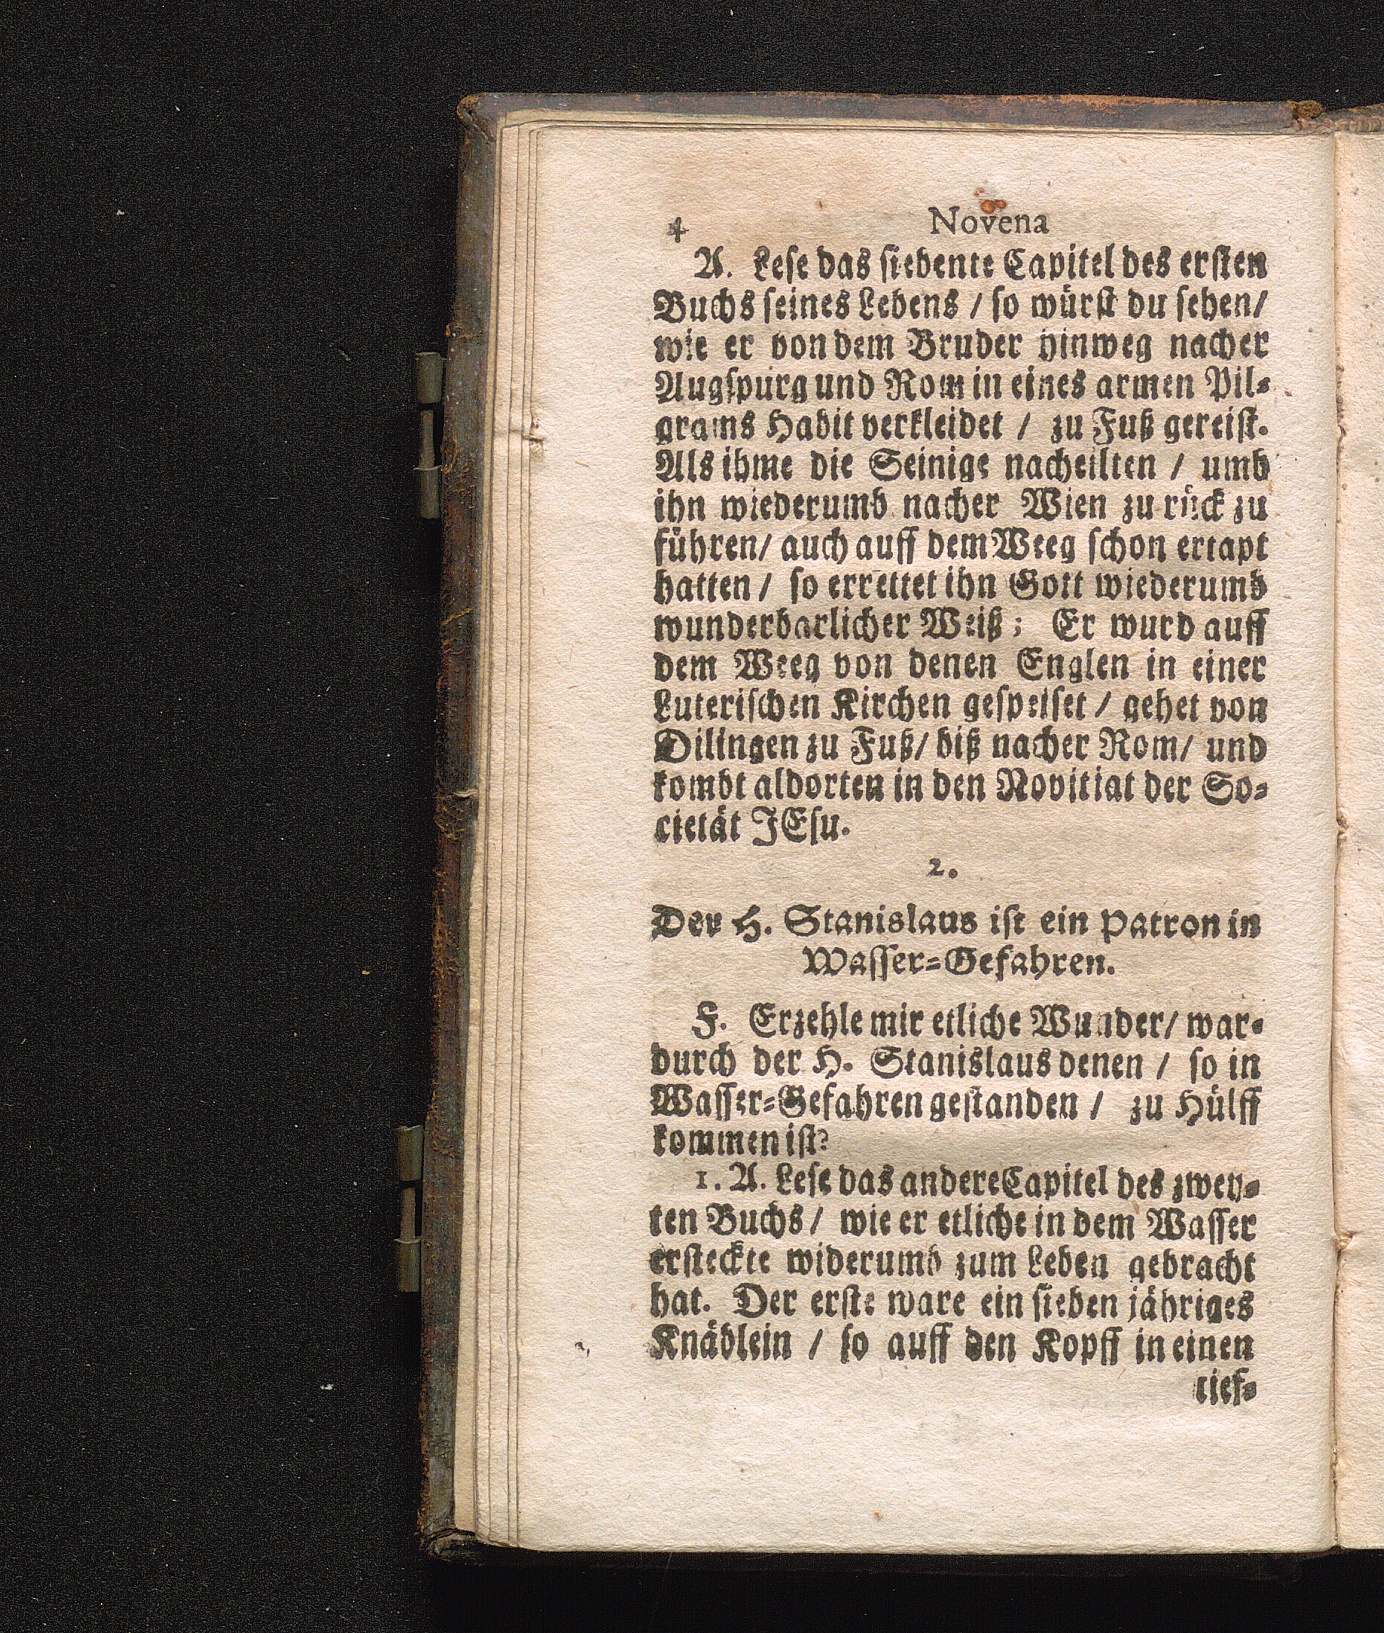 4 Novena
A. Lese das siebente Capitel des ersten
Buchs seines Lebens / so würst du sehen/
wie er von dem Bruder hinweg nacher
Augspurg und Rom in eines armen Pil-
grams Habit verkleidet / zu Fuß gereist.
Als ihme die Seinige nacheilten / umb
ihn wiederumb nacher Wien zu rück zu
führen/ auch auff dem Weeg schon ertapt
hatten / so errettet ihn Gott wiederumb
wunderbarlicher Weiß; Er wurd auff
dem Weeg von denen Englen in einer
Luterischen Kirchen gespeiset / gehet von
Dilingen zu Fuß/ biß nacher Rom/ und
kombt aldorten in den Novitiat der So-
cietät JEsu.
2.
Der H. Stanislaus ist ein Patron in
Wasser-Gefahren.
F. Erzehle mir etliche Wunder/ war-
durch der H. Stanislaus denen / so in
Wasser-Gefahren gestanden / zu Hülff
kommen ist?
1. A. Lese das andere Capitel des zwey-
ten Buchs / wie er etliche in dem Wasser
ersteckte widerumb zum Leben gebracht
hat. Der erste ware ein sieben jähriges
Knäblein / so auff den Kopff in einen
tief-